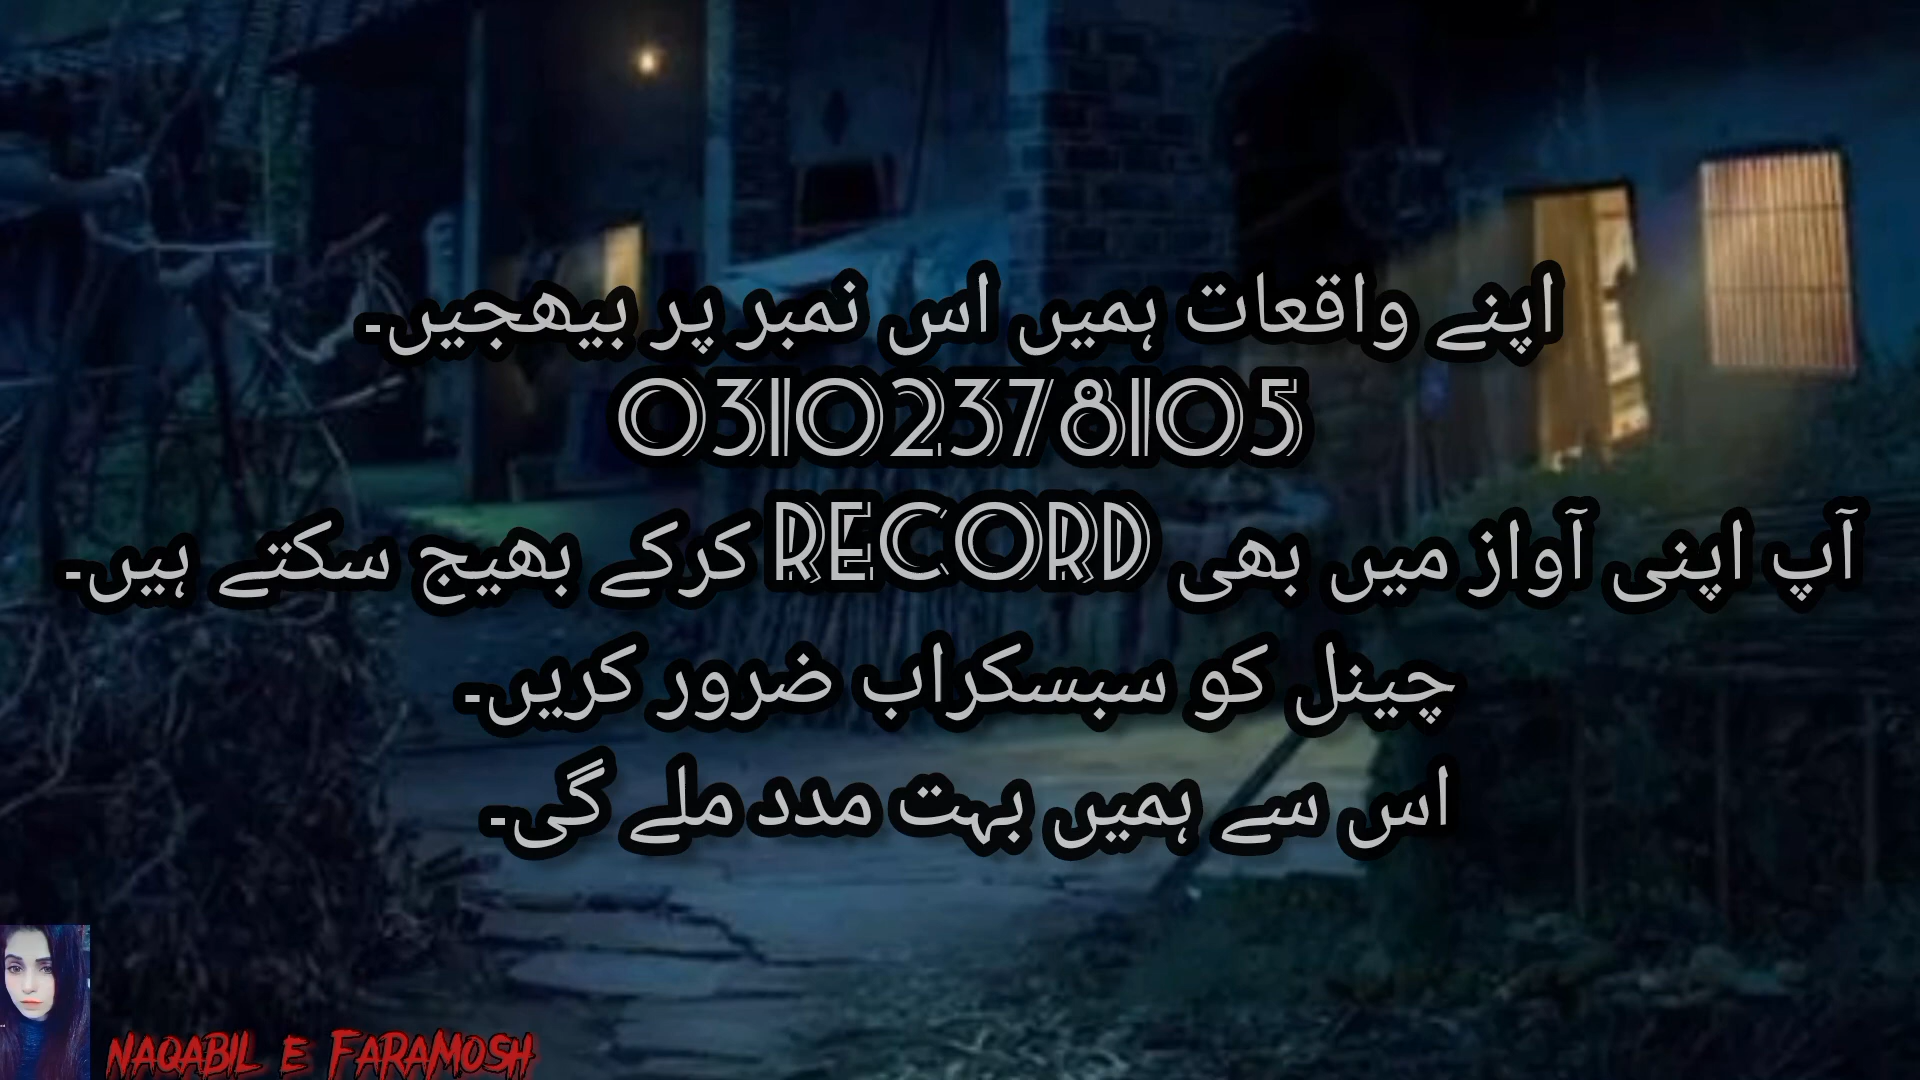 اپنے واقعات ہمیں اس نمبر پر بیھجیں۔
03102378105
آپ اپنی آواز میں بھی RECORD کرکے بھیج سکتے ہیں۔
چینل کو سبسکراب ضرور کریں۔
اس سے ہمیں بہت مدد ملے گی۔
NAQABIL E FARAMOSH